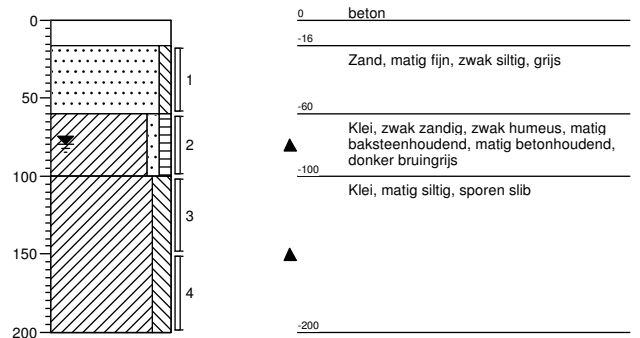 0
50
100
150
200
1
2
3
4
0
beton
-16
Zand, matig fijn, zwak siltig, grijs
-60
Klei, zwak zandig, zwak humeus, matig
baksteenhoudend, matig betonhoudend,
donker bruingrijs
-100
Klei, matig siltig, sporen slib
-200